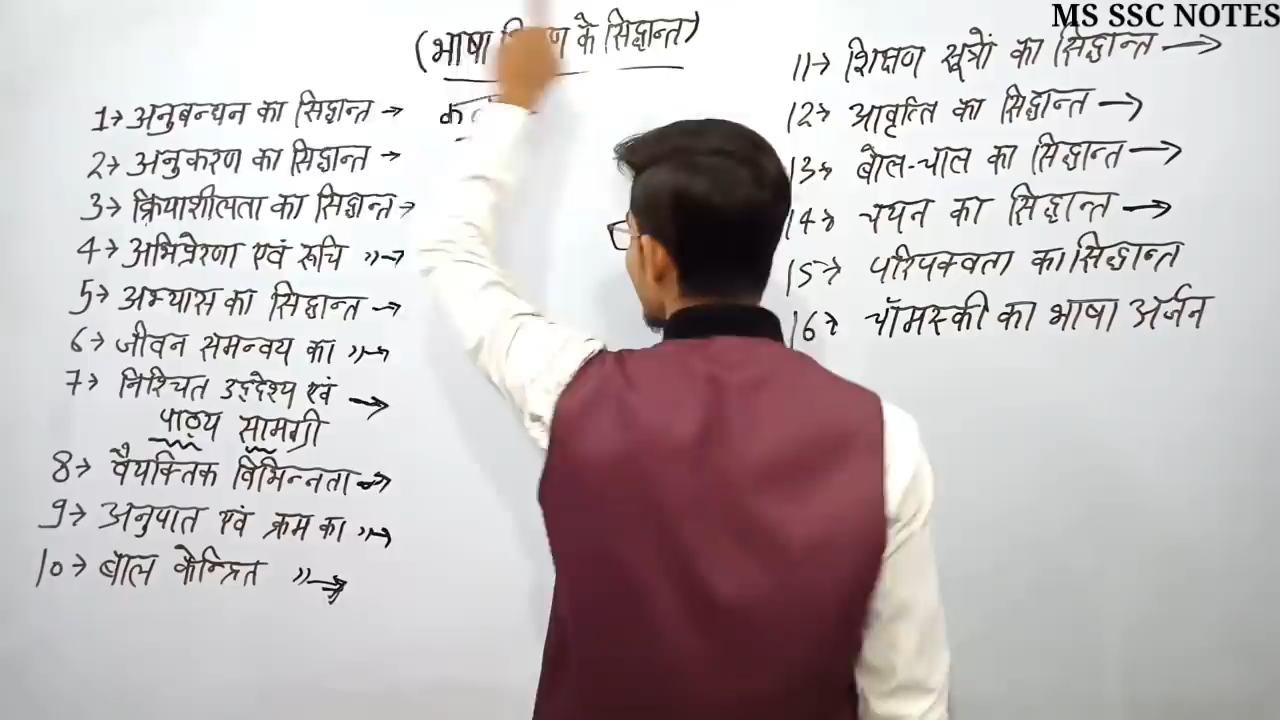 MS SSC NOTES
(भाषा के सिद्धान्त)
1→ अनुबन्धन का सिद्धान्त →
2→ अनुकरण का सिद्धान्त →
3→ क्रियाशीलता का सिद्धान्त →
4→ अभिप्रेरणा एवं रूचि ,, →
5→ अभ्यास का सिद्धान्त →
6→ जीवन समन्वय का ,, →
7→ निश्चित उद्देश्य एवं →
पाठ्य सामग्री
8→ वैयक्तिक विभिन्नता →
9→ अनुपात एवं क्रम का ,, →
10→ बाल केन्द्रित ,, →
11→ शिक्षण सूत्रों का सिद्धान्त →
12→ आवृत्ति का सिद्धान्त →
13→ बोल-चाल का सिद्धान्त →
14→ चयन का सिद्धान्त →
15→ परिपक्वता का सिद्धान्त
16→ चॉमस्की का भाषा अर्जन